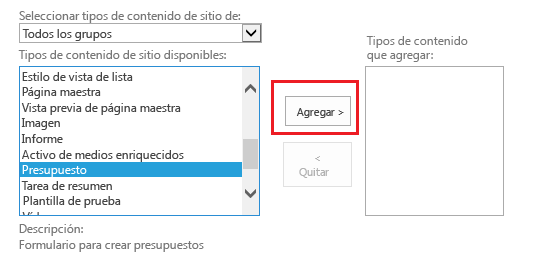 Seleccionar tipos de contenido de sitio de:
Todos los grupos
Tipos de contenido de sitio disponibles:
Estilo de vista de lista
Página maestra
Vista previa de página maestra
Imagen
Informe
Activo de medios enriquecidos
Presupuesto
Tarea de resumen
Plantilla de prueba
Agregar >
<
Quitar
Tipos de contenido
que agregar:
Descripción:
Formulario para crear presupuestos